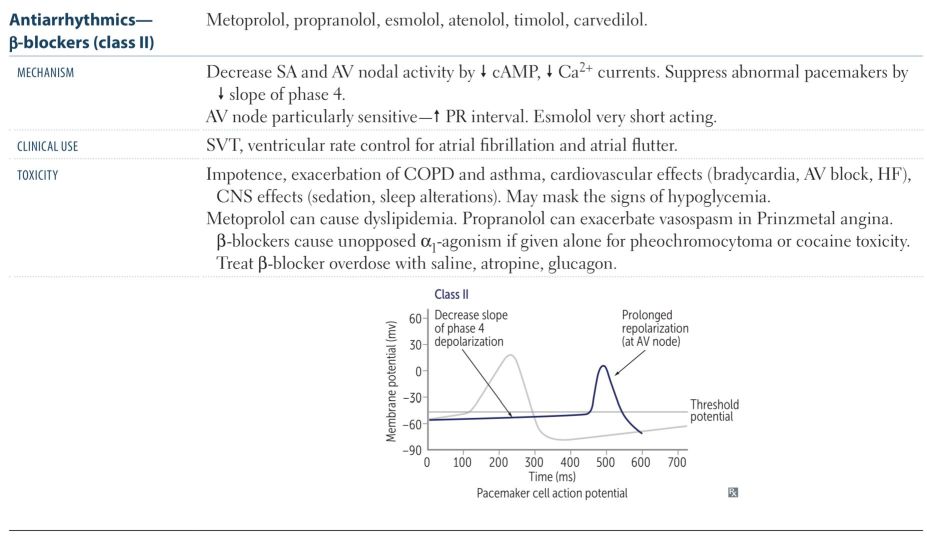 Antiarrhythmics—
β-blockers (class II)
Metoprolol, propranolol, esmolol, atenolol, timolol, carvedilol.
MECHANISM
Decrease SA and AV nodal activity by ↓ cAMP, ↓ Ca²⁺ currents. Suppress abnormal pacemakers by
↓ slope of phase 4.
AV node particularly sensitive—↑ PR interval. Esmolol very short acting.
CLINICAL USE
SVT, ventricular rate control for atrial fibrillation and atrial flutter.
TOXICITY
Impotence, exacerbation of COPD and asthma, cardiovascular effects (bradycardia, AV block, HF),
CNS effects (sedation, sleep alterations). May mask the signs of hypoglycemia.
Metoprolol can cause dyslipidemia. Propranolol can exacerbate vasospasm in Prinzmetal angina.
β-blockers cause unopposed α₁-agonism if given alone for pheochromocytoma or cocaine toxicity.
Treat β-blocker overdose with saline, atropine, glucagon.
Class II
Decrease slope
of phase 4
depolarization
Prolonged
repolarization
(at AV node)
Threshold
potential
Membrane potential (mv)
60
30
0
−30
−60
−90
0 100 200 300 400 500 600 700
Time (ms)
Pacemaker cell action potential
℞